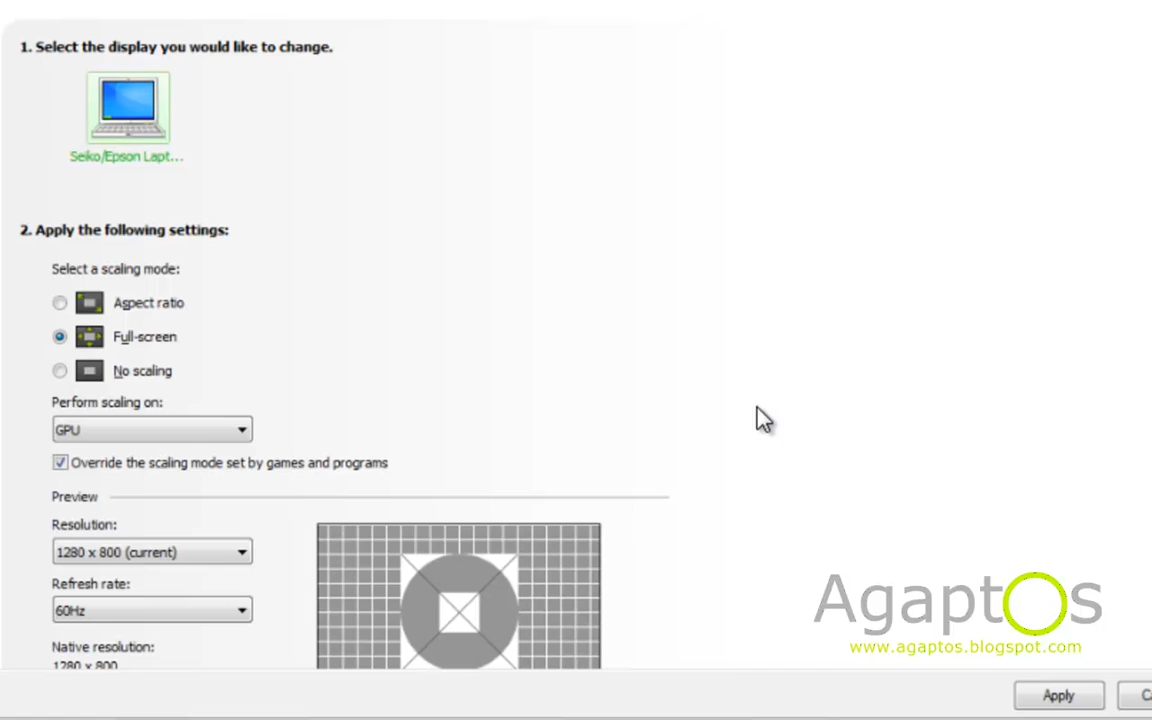 1. Select the display you would like to change.
Seiko/Epson Lapt...
2. Apply the following settings:
Select a scaling mode:
Aspect ratio
Full-screen
No scaling
Perform scaling on:
GPU
Override the scaling mode set by games and programs
Preview
Resolution:
1280 x 800 (current)
Refresh rate:
60Hz
Native resolution:
1280 x 800
Agaptos
www.agaptos.blogspot.com
Apply
Ca